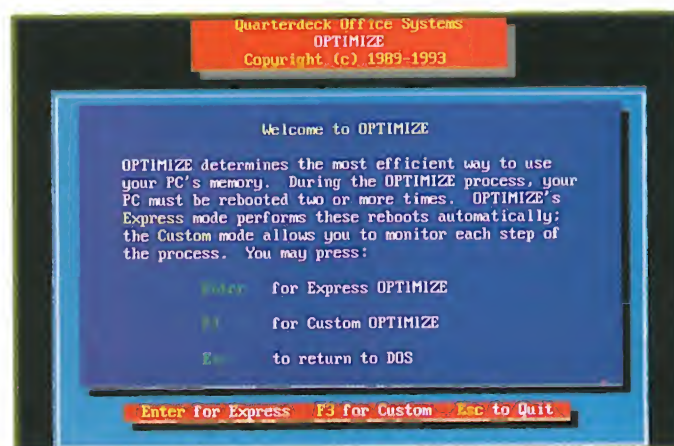 Quarterdeck Office Systems
OPTIMIZE
Copyright (c) 1989-1993
Welcome to OPTIMIZE
OPTIMIZE determines the most efficient way to use
your PC's memory. During the OPTIMIZE process, your
PC must be rebooted two or more times. OPTIMIZE's
Express mode performs these reboots automatically;
the Custom mode allows you to monitor each step of
the process. You may press:
Enter for Express OPTIMIZE
F3 for Custom OPTIMIZE
Esc to return to DOS
Enter for Express F3 for Custom Esc to Quit